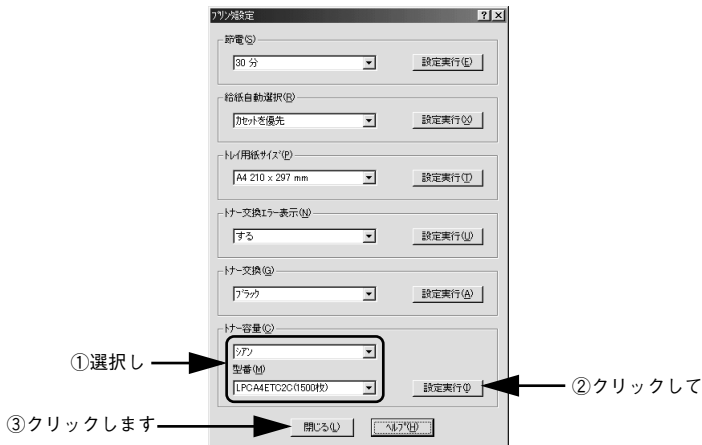 プリンタ設定
節電(S)
30 分 設定実行(E)
給紙自動選択(R)
カセットを優先 設定実行(X)
トレイ用紙サイズ(P)
A4 210 x 297 mm 設定実行(T)
トナー交換エラー表示(N)
する 設定実行(U)
トナー交換(G)
ブラック 設定実行(A)
トナー容量(C)
シアン
①選択し
型番(M)
LPCA4ETC2C(1500枚) 設定実行(I)
②クリックして
③クリックします
閉じる(L) ヘルプ(H)